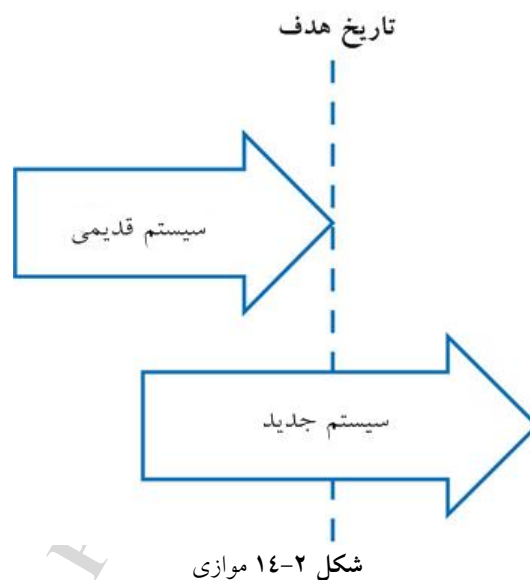 تاریخ هدف
سیستم قدیمی
سیستم جدید
شکل ۲-۱۴ موازی